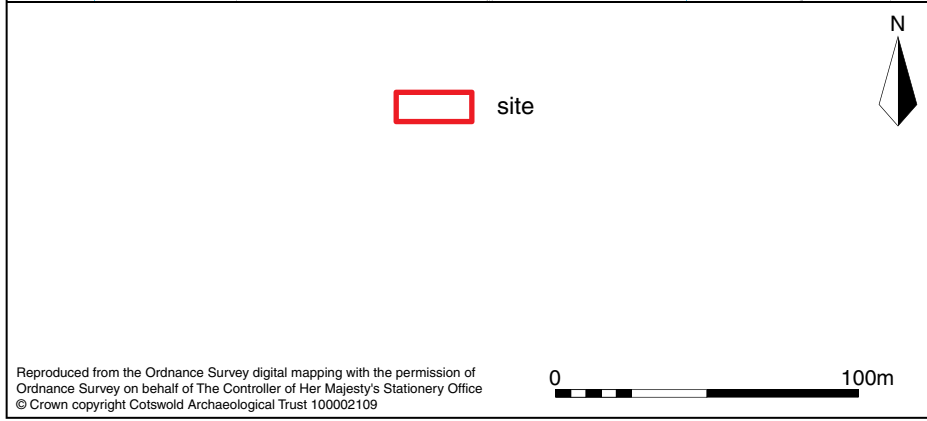 N
site
Reproduced from the Ordnance Survey digital mapping with the permission of
Ordnance Survey on behalf of The Controller of Her Majesty's Stationery Office
© Crown copyright Cotswold Archaeological Trust 100002109
0 100m